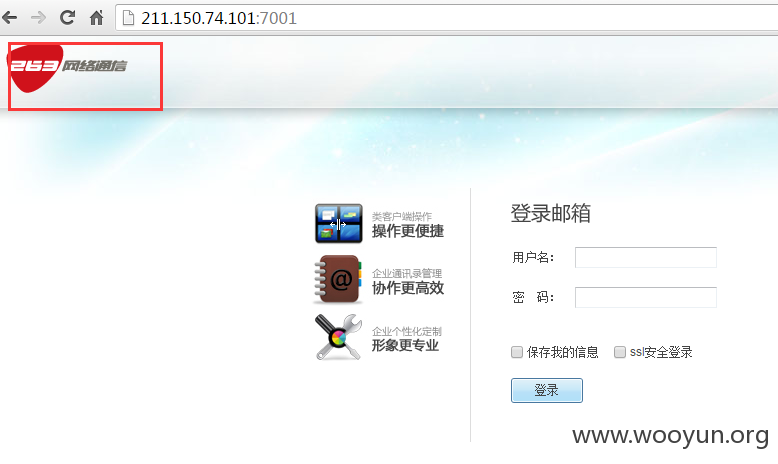 211.150.74.101:7001
263网络通信
类客户端操作
操作更便捷
企业通讯录管理
协作更高效
企业个性化定制
形象更专业
登录邮箱
用户名：
密 码：
保存我的信息 ssl安全登录
登录
www.wooyun.org